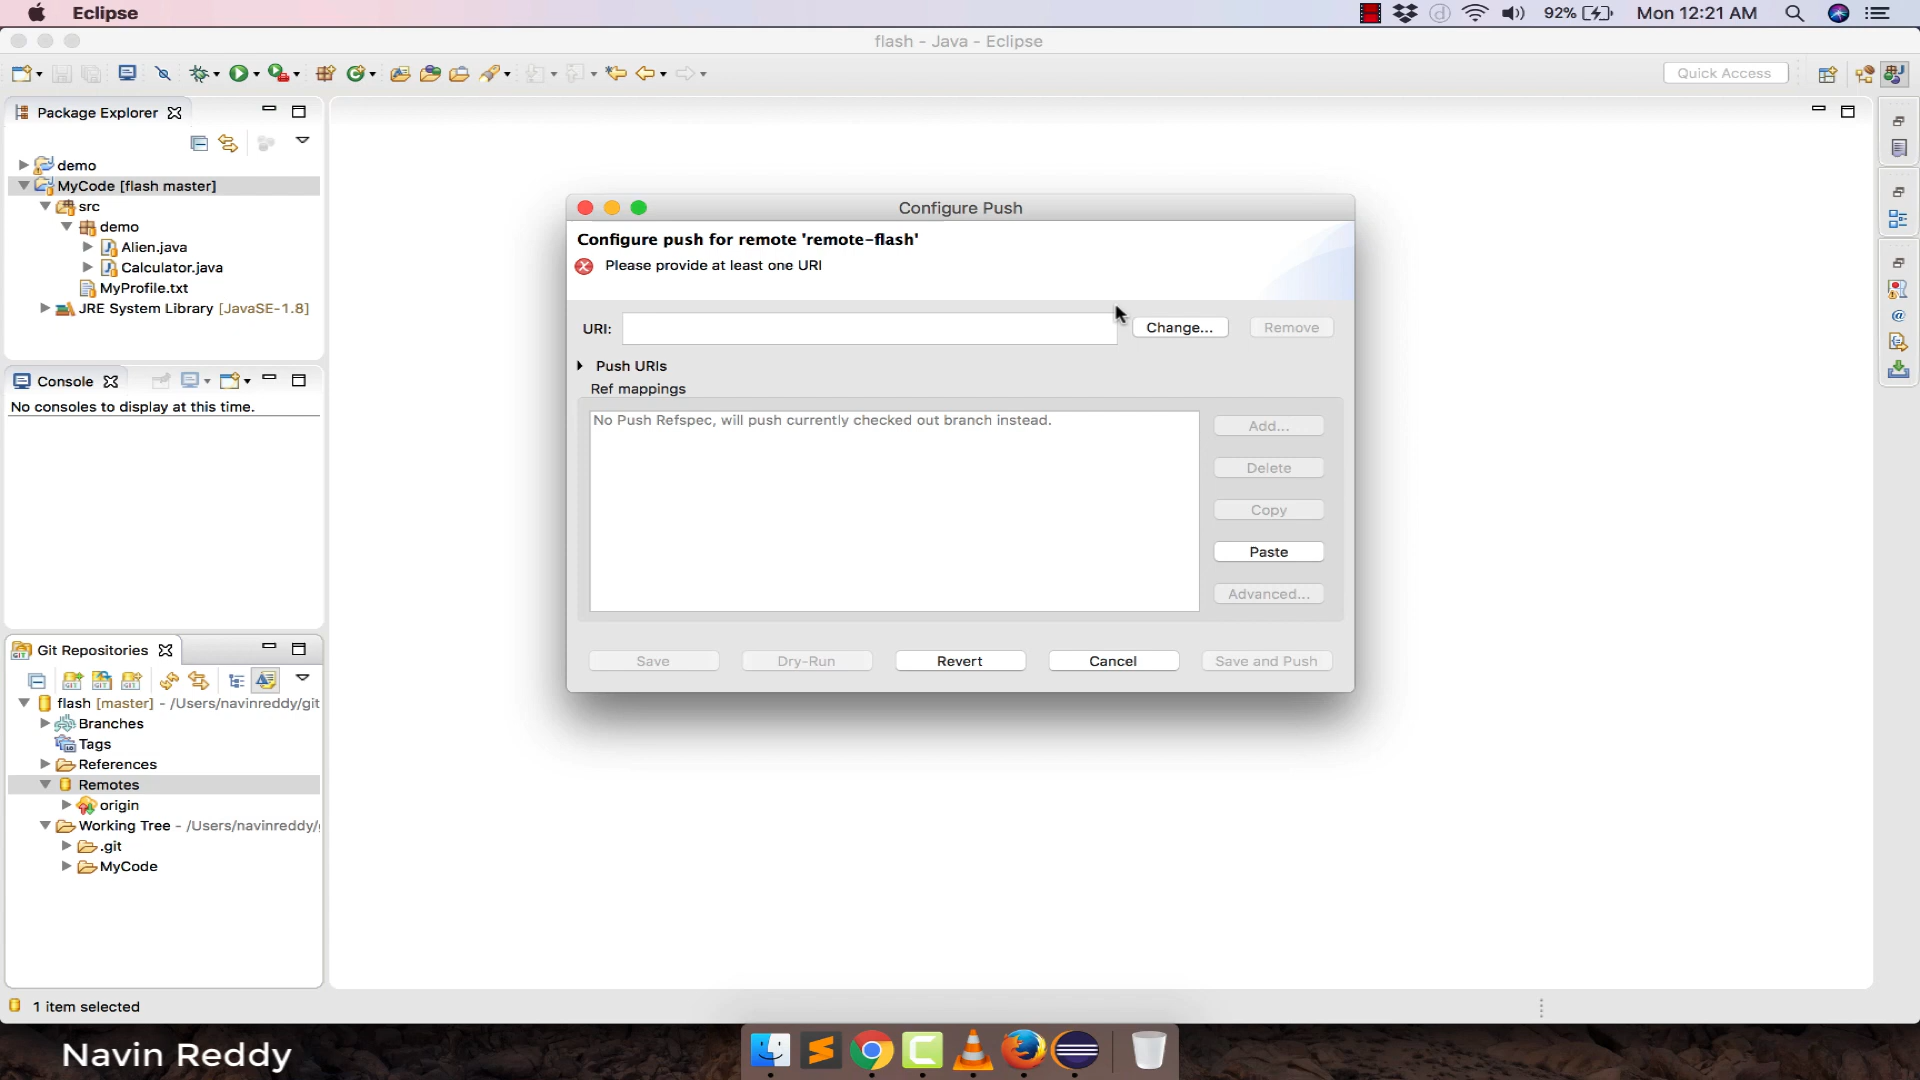 Eclipse
92%
Mon 12:21 AM
flash - Java - Eclipse
Quick Access
Package Explorer
demo
MyCode [flash master]
src
demo
Alien.java
Calculator.java
MyProfile.txt
JRE System Library [JavaSE-1.8]
Console
No consoles to display at this time.
Git Repositories
flash [master] - /Users/navinreddy/git
Branches
Tags
References
Remotes
origin
Working Tree - /Users/navinreddy/
.git
MyCode
1 item selected
Configure Push
Configure push for remote 'remote-flash'
Please provide at least one URI
URI:
Change...
Remove
Push URIs
Ref mappings
No Push Refspec, will push currently checked out branch instead.
Add...
Delete
Copy
Paste
Advanced...
Save
Dry-Run
Revert
Cancel
Save and Push
Navin Reddy